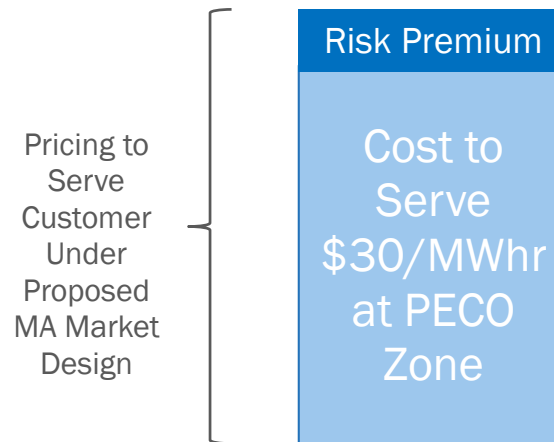 Pricing to
Serve
Customer
Under
Proposed
MA Market
Design
Risk Premium
Cost to
Serve
$30/MWhr
at PECO
Zone